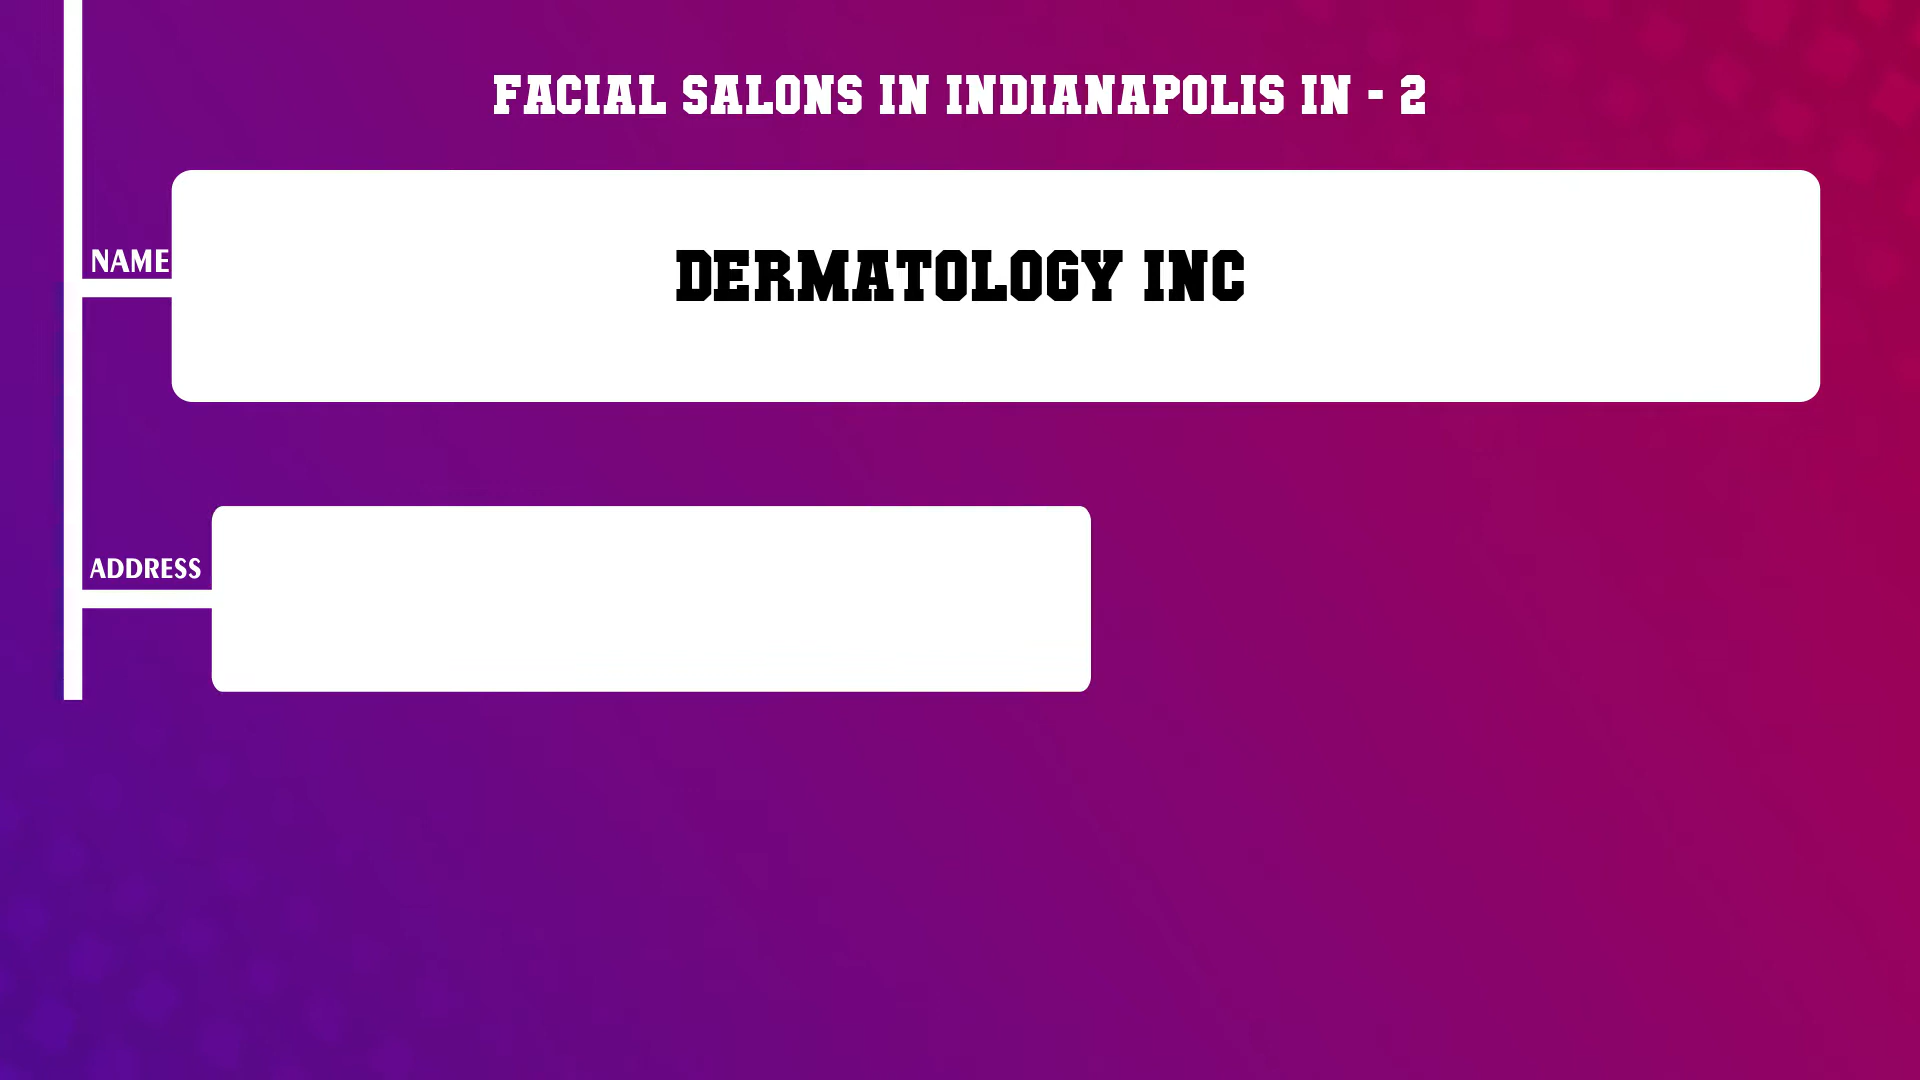 FACIAL SALONS IN INDIANAPOLIS IN - 2
NAME
DERMATOLOGY INC
ADDRESS